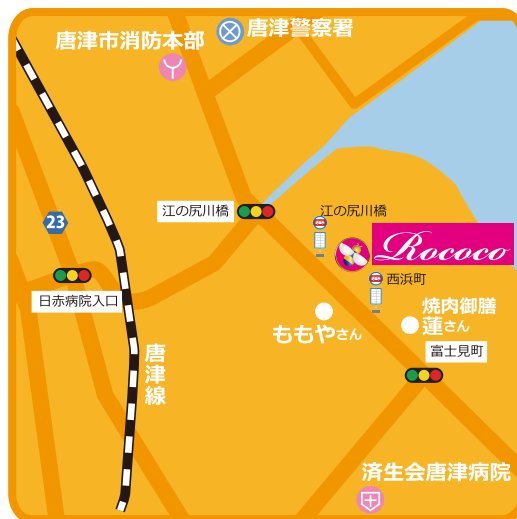 唐津警察署
唐津市消防本部
江の尻川橋
江の尻川橋
23
Rococo
日赤病院入口
西浜町
焼肉御膳
蓮さん
ももやさん
富士見町
唐津線
済生会唐津病院